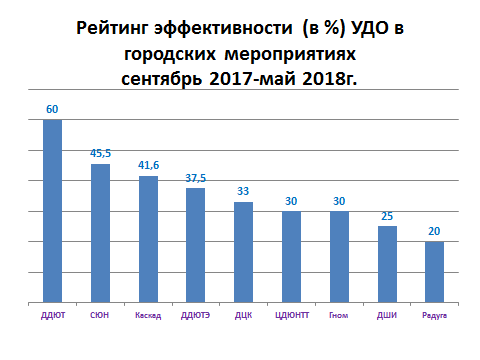 Рейтинг эффективности (в %) УДО в
городских мероприятиях
сентябрь 2017-май 2018г.
60
45,5
41,6
37,5
33
30
30
25
20
ДДЮТ СЮН Каскад ДДЮТЭ ДЦК ЦДЮНТТ Гном ДШИ Радуга